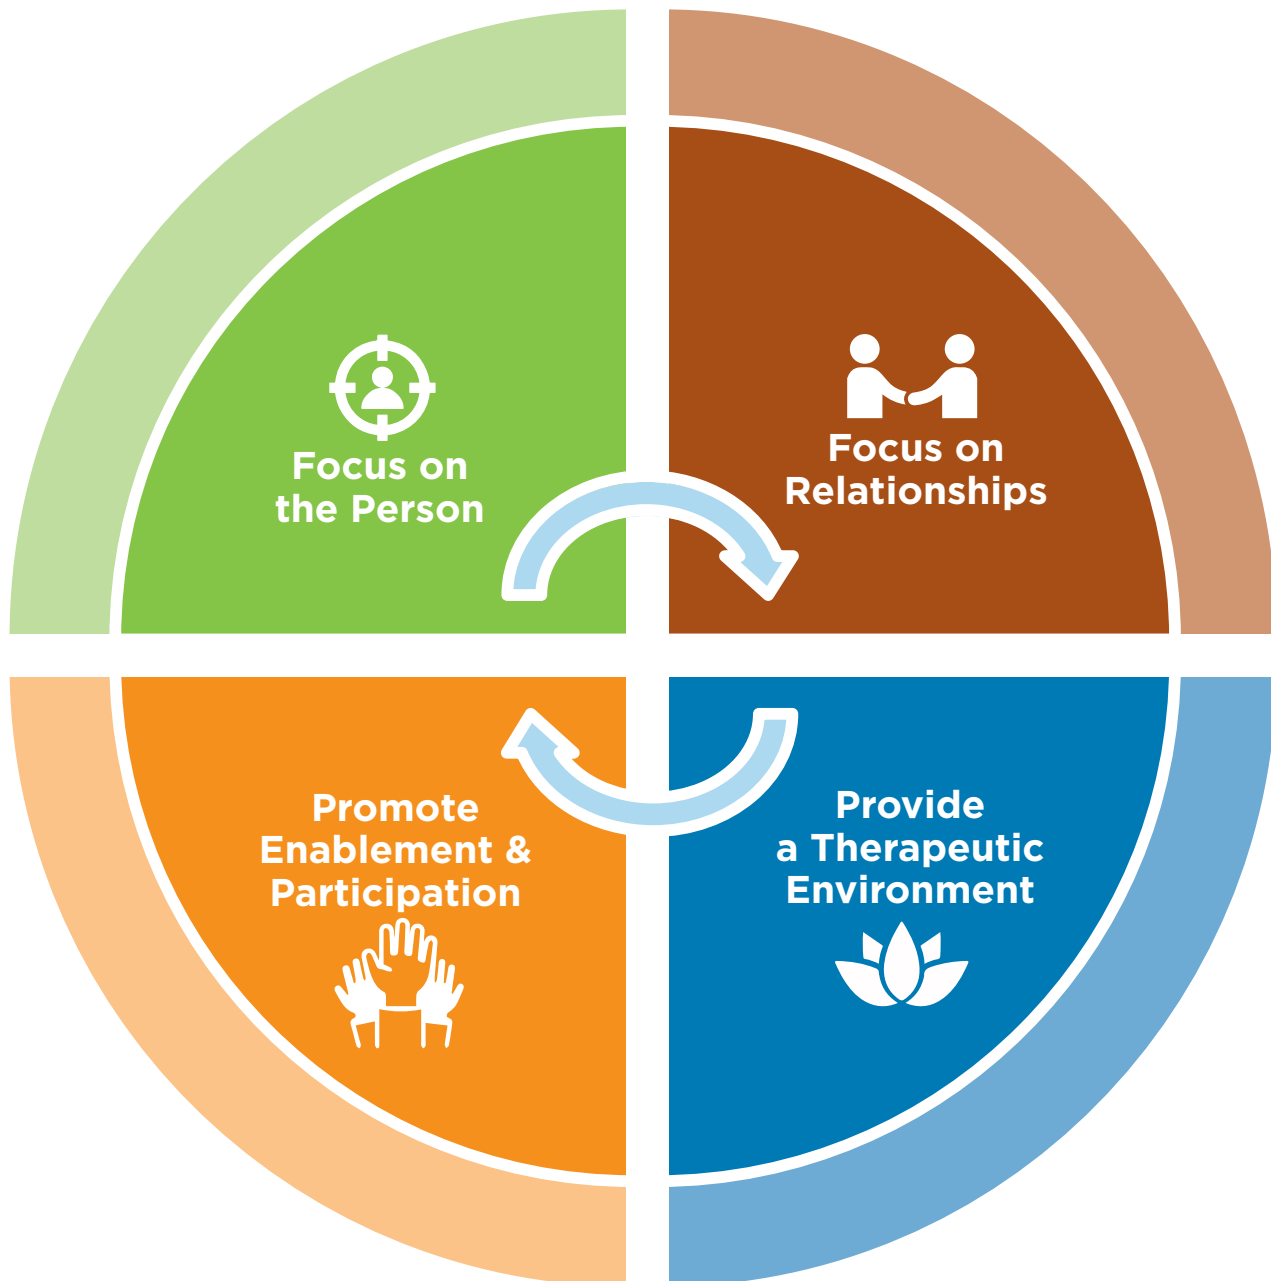 Focus on
the Person
Focus on
Relationships
Promote
Enablement &
Participation
Provide
a Therapeutic
Environment